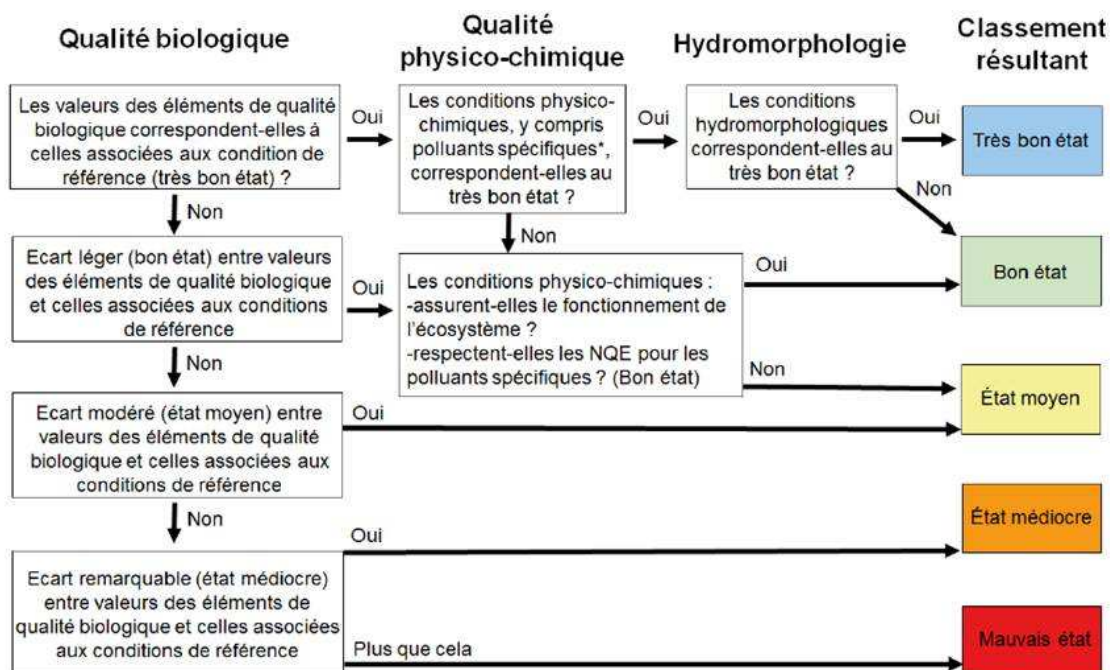 Qualité biologique
Qualité
physico-chimique
Hydromorphologie
Classement
résultant
Les valeurs des éléments de qualité
biologique correspondent-elles à
celles associées aux condition de
référence (très bon état) ?
Oui
Les conditions physico-
chimiques, y compris
polluants spécifiques*,
correspondent-elles au
très bon état ?
Oui
Les conditions
hydromorphologiques
correspondent-elles au
très bon état ?
Oui
Très bon état
Non
Non
Non
Ecart léger (bon état) entre valeurs
des éléments de qualité biologique
et celles associées aux conditions
de référence
Oui
Les conditions physico-chimiques :
-assurent-elles le fonctionnement de
l'écosystème ?
-respectent-elles les NQE pour les
polluants spécifiques ? (Bon état)
Oui
Bon état
Non
Non
Ecart modéré (état moyen) entre
valeurs des éléments de qualité
biologique et celles associées aux
conditions de référence
Oui
État moyen
Non
Ecart remarquable (état médiocre)
entre valeurs des éléments de
qualité biologique et celles associées
aux conditions de référence
Oui
État médiocre
Plus que cela
Mauvais état